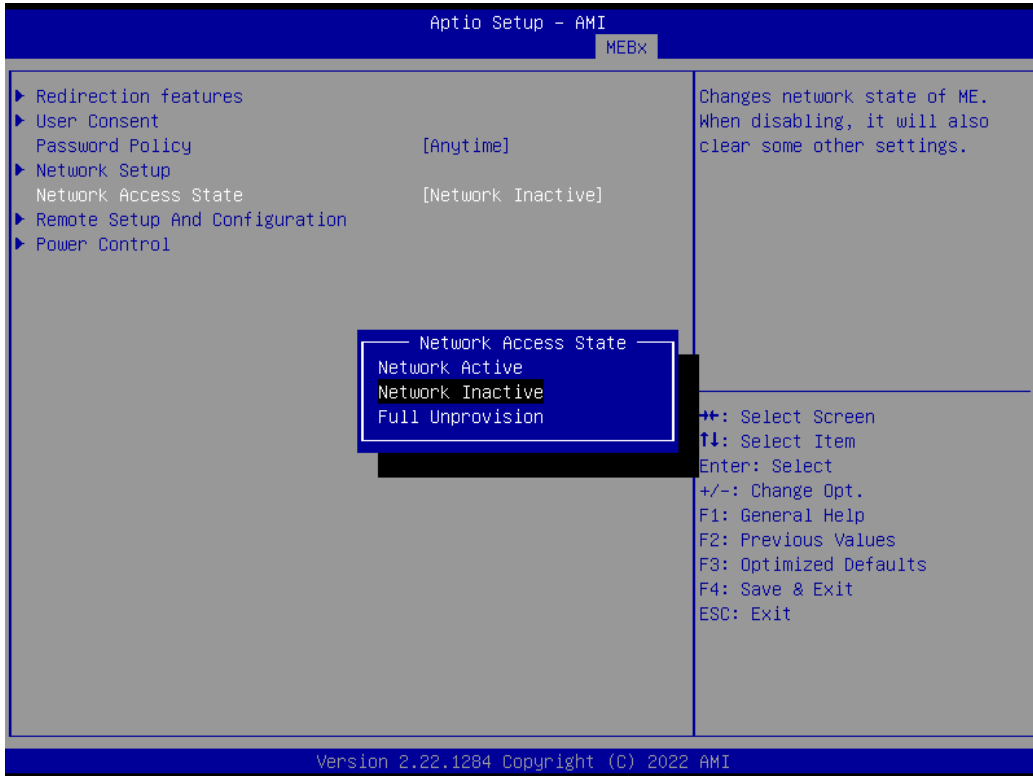 Aptio Setup – AMI
MEBx
▶ Redirection features
▶ User Consent
Password Policy [Anytime]
▶ Network Setup
Network Access State [Network Inactive]
▶ Remote Setup And Configuration
▶ Power Control
Changes network state of ME.
When disabling, it will also
clear some other settings.
Network Access State
Network Active
Network Inactive
Full Unprovision
→←: Select Screen
↑↓: Select Item
Enter: Select
+/-: Change Opt.
F1: General Help
F2: Previous Values
F3: Optimized Defaults
F4: Save & Exit
ESC: Exit
Version 2.22.1284 Copyright (C) 2022 AMI